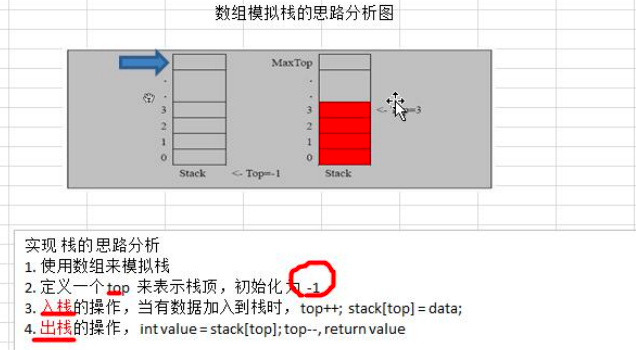 数组模拟栈的思路分析图
MaxTop
3
3
<- Top=3
2
2
1
1
0
0
Stack
<- Top=-1
Stack
实现 栈的思路分析
1. 使用数组来模拟栈
2. 定义一个 top 来表示栈顶，初始化为 -1
3. 入栈的操作，当有数据加入到栈时，top++; stack[top] = data;
4. 出栈的操作，int value = stack[top]; top--, return value